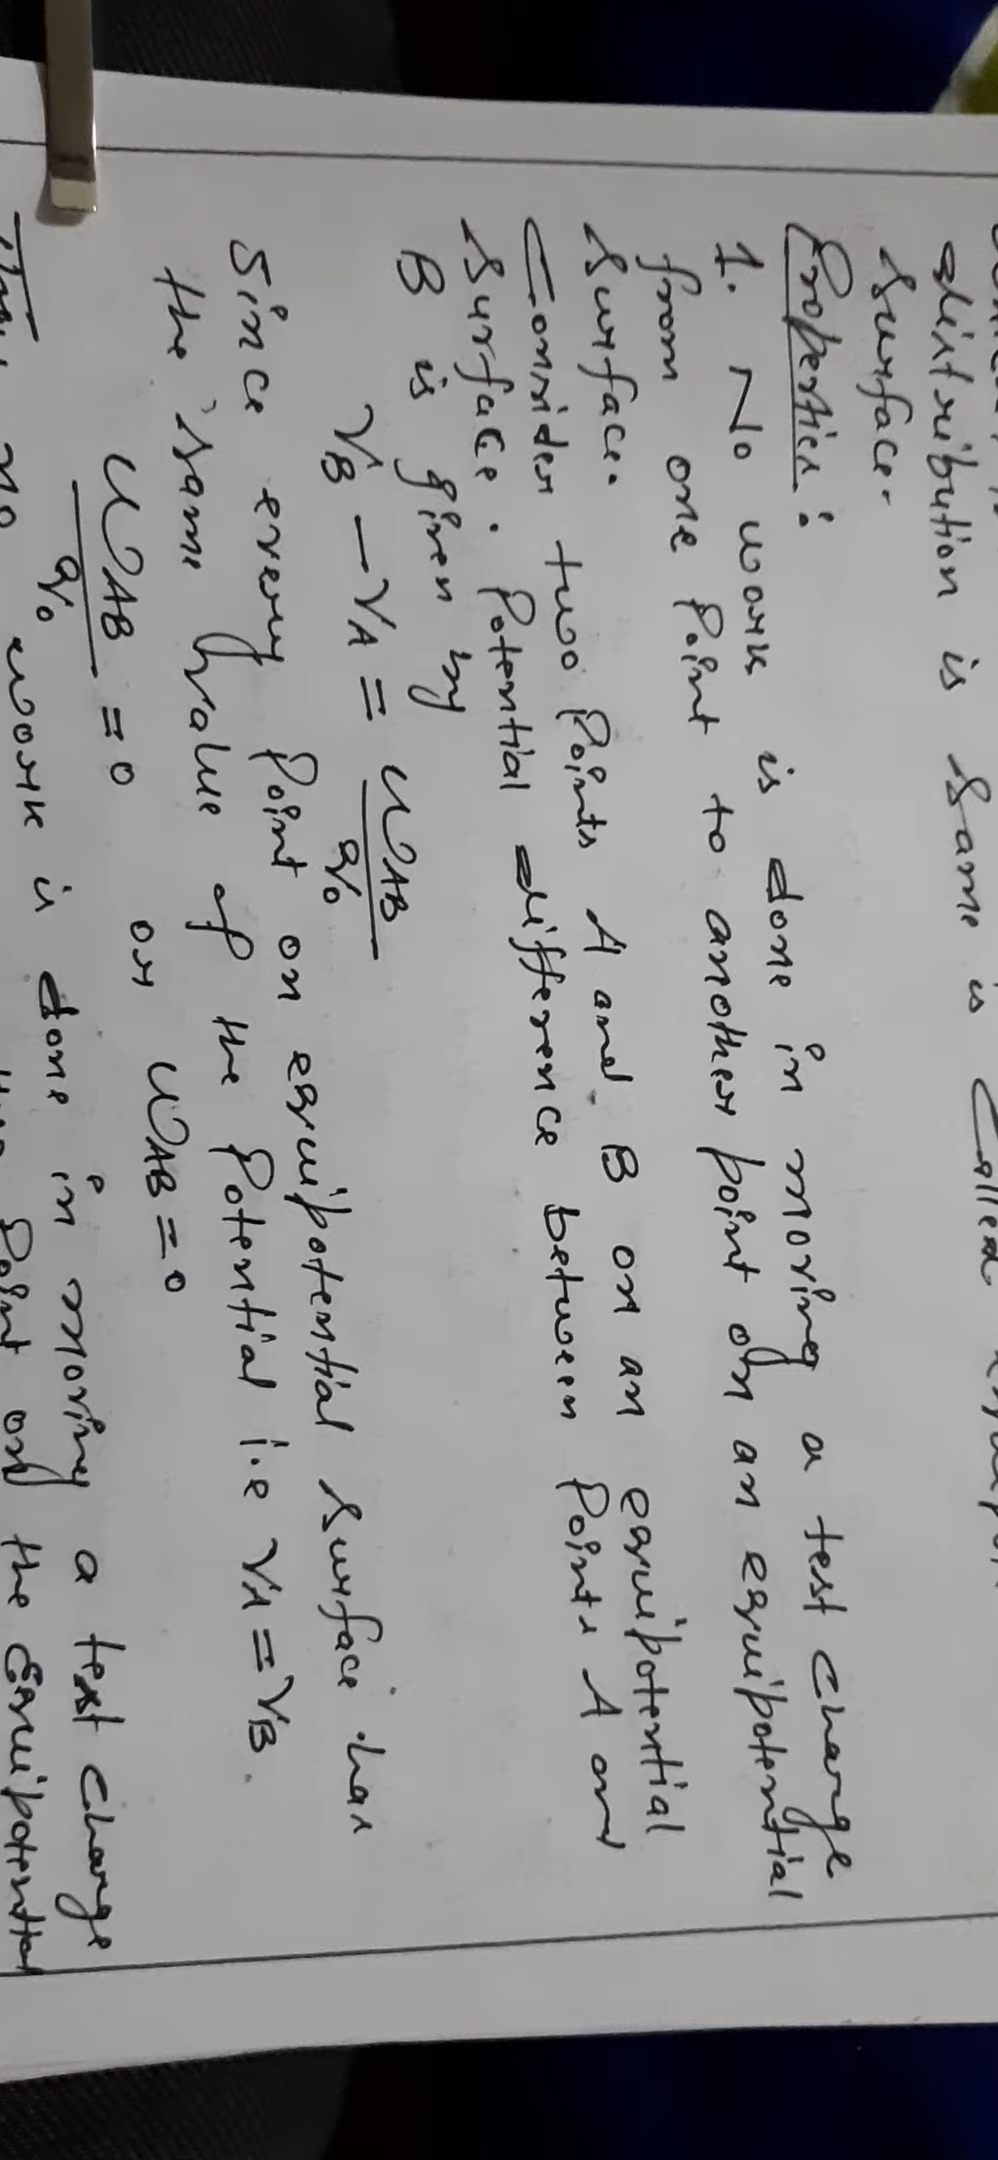 distribution is same is called
surface.
Properties :
1. No work is done in moving a test charge
from one point to another point on an equipotential
surface.
Consider two points A and B on an equipotential
surface. Potential difference between points A and
B is given by
VB - VA = WAB / q0
Since every point on equipotential surface has
the same value of the potential i.e VA = VB.
WAB / q0 = 0 or WAB = 0
no work is done in moving a test charge
point on the equipotential